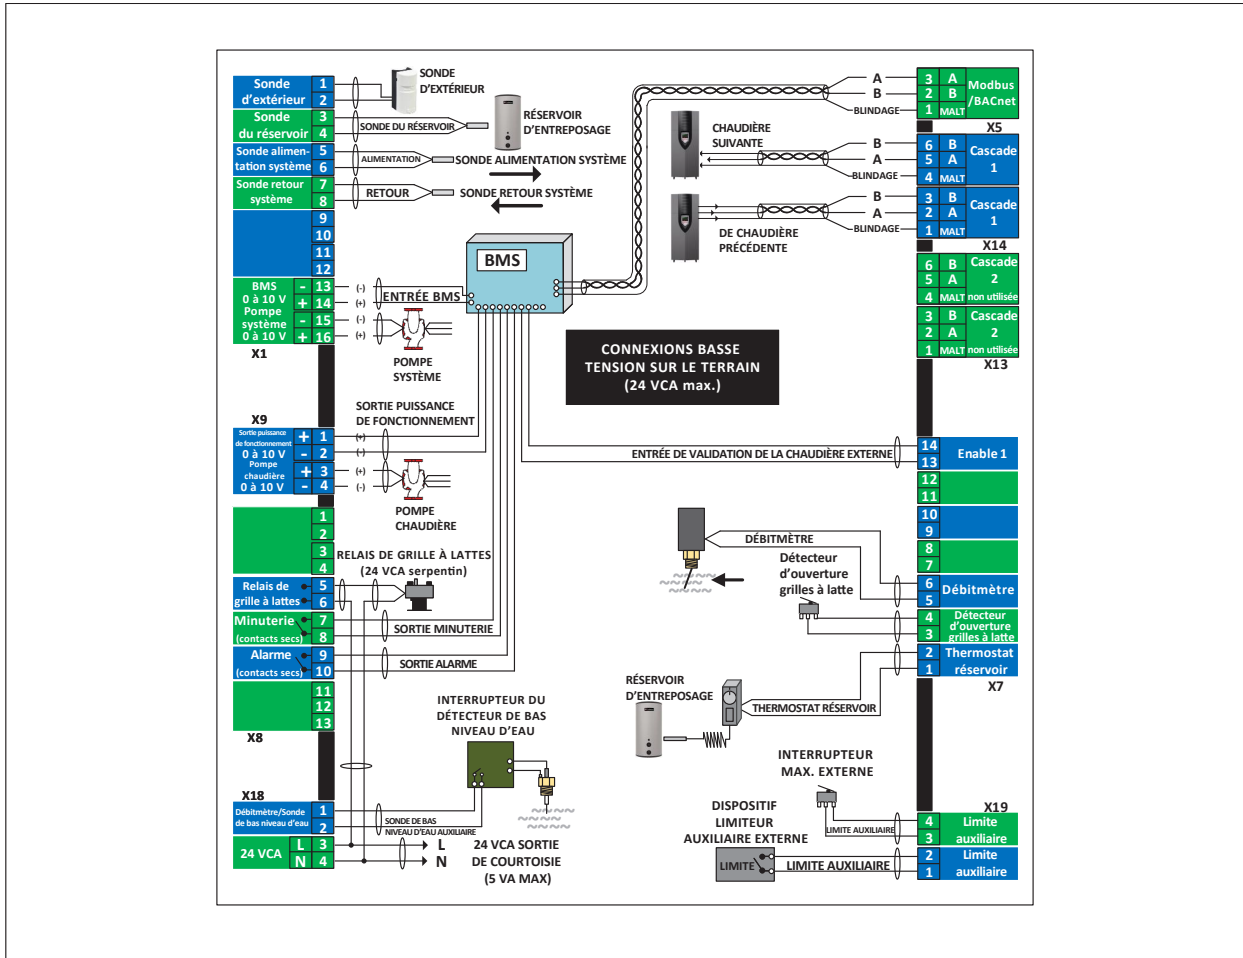 Sonde
d'extérieur
1
2
SONDE
D'EXTÉRIEUR
Sonde
du réservoir
3
4
SONDE DU RÉSERVOIR
RÉSERVOIR
D'ENTREPOSAGE
Sonde alimen-
tation système
5
6
ALIMENTATION
SONDE ALIMENTATION SYSTÈME
Sonde retour
système
7
8
RETOUR
SONDE RETOUR SYSTÈME
9
10
11
12
BMS
0 à 10 V
- 13 (-)
+ 14 (+)
ENTRÉE BMS
BMS
Pompe
système
0 à 10 V
- 15 (-)
+ 16 (+)
X1
POMPE
SYSTÈME
X9
SORTIE PUISSANCE
DE FONCTIONNEMENT
Sortie puissance
de fonctionnement
0 à 10 V
+ 1 (+)
- 2 (-)
Pompe
chaudière
0 à 10 V
+ 3 (+)
- 4 (-)
POMPE
CHAUDIÈRE
1
2
3
4
RELAIS DE GRILLE À LATTES
(24 VCA serpentin)
Relais de
grille à lattes
5
6
Minuterie
(contacts secs)
7
8
SORTIE MINUTERIE
Alarme
(contacts secs)
9
10
SORTIE ALARME
11
12
13
X8
INTERRUPTEUR DU
DÉTECTEUR DE BAS
NIVEAU D'EAU
X18
Débitmètre/Sonde
de bas niveau d'eau
1
2
SONDE DE BAS
NIVEAU D'EAU AUXILIAIRE
24 VCA
L 3
N 4
L
N
24 VCA SORTIE
DE COURTOISIE
(5 VA MAX)
CONNEXIONS BASSE
TENSION SUR LE TERRAIN
(24 VCA max.)
A
B
BLINDAGE
3 A
2 B
1 MALT
Modbus
/BACnet
X5
CHAUDIÈRE
SUIVANTE
B
A
BLINDAGE
6 B
5 A
4 MALT
Cascade
1
DE CHAUDIÈRE
PRÉCÉDENTE
B
A
BLINDAGE
3 B
2 A
1 MALT
Cascade
1
X14
6 B
5 A
4 MALT
Cascade
2
non utilisée
3 B
2 A
1 MALT
Cascade
2
non utilisée
X13
ENTRÉE DE VALIDATION DE LA CHAUDIÈRE EXTERNE
14
13
Enable 1
12
11
10
9
8
7
DÉBITMÈTRE
6
5
Débitmètre
Détecteur
d'ouverture
grilles à latte
4
3
Détecteur
d'ouverture
grilles à latte
2
1
Thermostat
réservoir
X7
RÉSERVOIR
D'ENTREPOSAGE
THERMOSTAT RÉSERVOIR
INTERRUPTEUR
MAX. EXTERNE
X19
LIMITE AUXILIAIRE
4
3
Limite
auxiliaire
DISPOSITIF
LIMITEUR
AUXILIAIRE EXTERNE
LIMITE
LIMITE AUXILIAIRE
2
1
Limite
auxiliaire